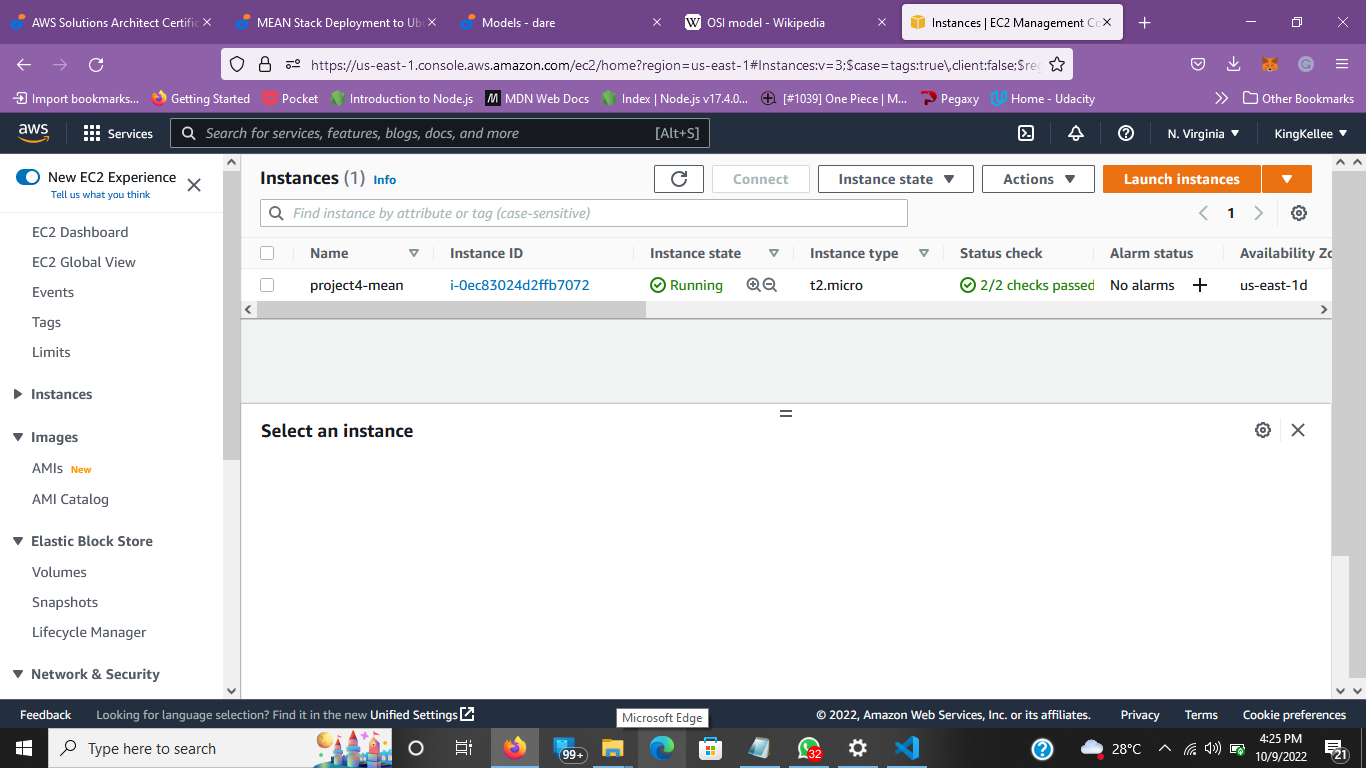 AWS Solutions Architect Certific
MEAN Stack Deployment to Ubu
Models - dare
W OSI model - Wikipedia
Instances | EC2 Management Co
https://us-east-1.console.aws.amazon.com/ec2/home?region=us-east-1#Instances:v=3;$case=tags:true\,client:false;$reg
Import bookmarks...
Getting Started
Pocket
Introduction to Node.js
M MDN Web Docs
Index | Node.js v17.4.0...
[#1039] One Piece | M...
Pegaxy
Home - Udacity
Other Bookmarks
aws
Services
Search for services, features, blogs, docs, and more
[Alt+S]
N. Virginia
KingKellee
New EC2 Experience
Tell us what you think
EC2 Dashboard
EC2 Global View
Events
Tags
Limits
Instances
Images
AMIs New
AMI Catalog
Elastic Block Store
Volumes
Snapshots
Lifecycle Manager
Network & Security
Instances (1) Info
Connect
Instance state
Actions
Launch instances
Find instance by attribute or tag (case-sensitive)
1
Name
Instance ID
Instance state
Instance type
Status check
Alarm status
Availability Zo
project4-mean
i-0ec83024d2ffb7072
Running
t2.micro
2/2 checks passed
No alarms
us-east-1d
Select an instance
Feedback
Looking for language selection? Find it in the new Unified Settings
© 2022, Amazon Web Services, Inc. or its affiliates.
Privacy
Terms
Cookie preferences
Microsoft Edge
Type here to search
99+
32
28°C
4:25 PM
10/9/2022
21